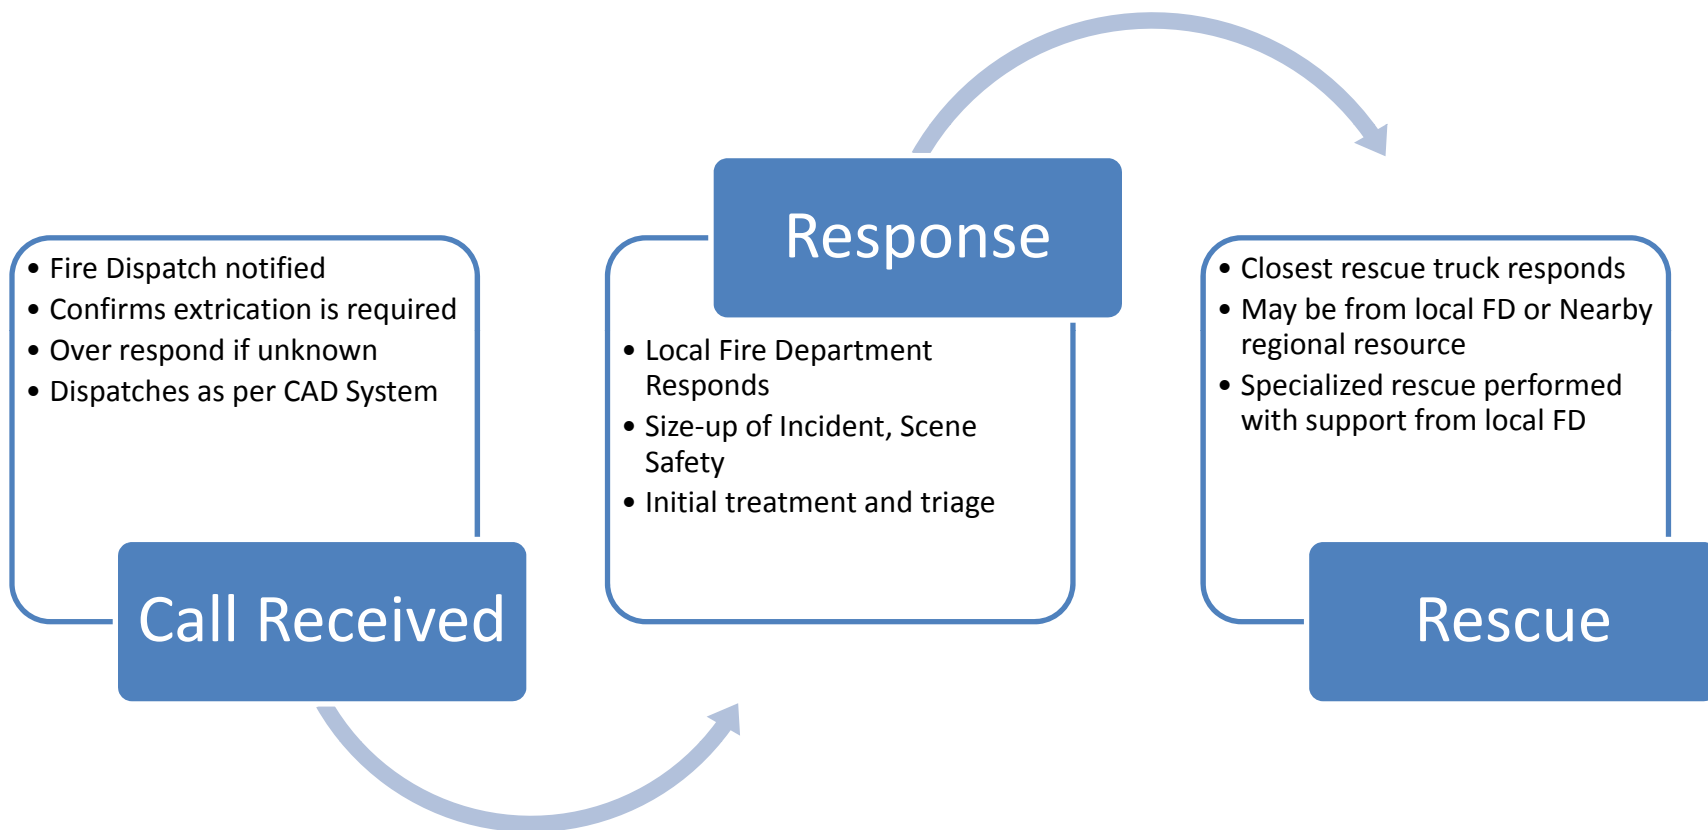 • Fire Dispatch notified
• Confirms extrication is required
• Over respond if unknown
• Dispatches as per CAD System
Call Received
Response
• Local Fire Department
Responds
• Size-up of Incident, Scene
Safety
• Initial treatment and triage
• Closest rescue truck responds
• May be from local FD or Nearby
regional resource
• Specialized rescue performed
with support from local FD
Rescue